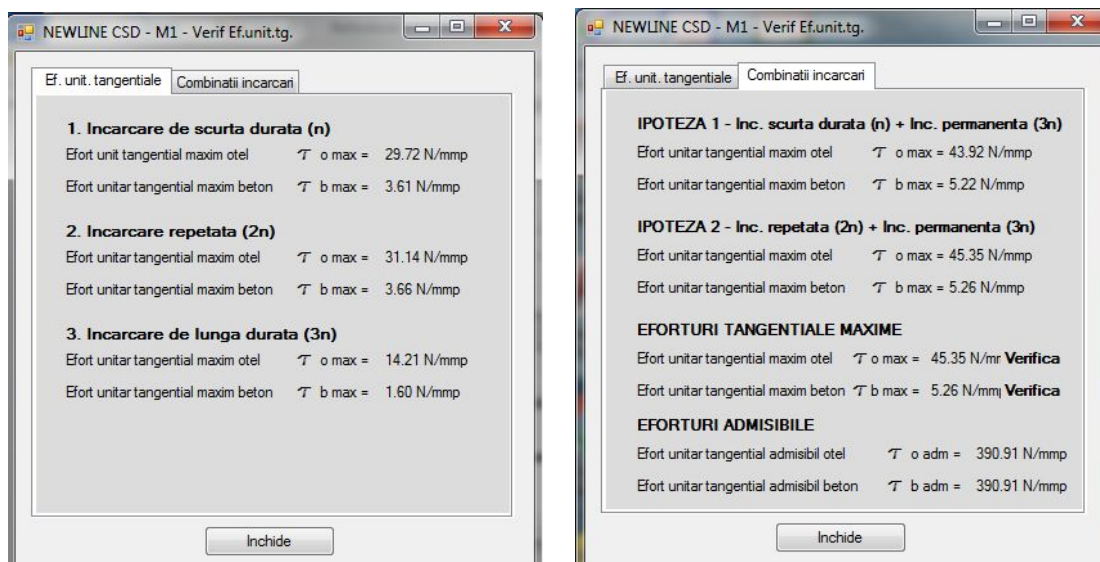 NEWLINE CSD - M1 - Verif Ef.unit.tg.
Ef. unit. tangentiale Combinatii incarcari
1. Incarcare de scurta durata (n)
Efort unit tangential maxim otel τ o max = 29.72 N/mmp
Efort unitar tangential maxim beton τ b max = 3.61 N/mmp
2. Incarcare repetata (2n)
Efort unitar tangential maxim otel τ o max = 31.14 N/mmp
Efort unitar tangential maxim beton τ b max = 3.66 N/mmp
3. Incarcare de lunga durata (3n)
Efort unitar tangential maxim otel τ o max = 14.21 N/mmp
Efort unitar tangential maxim beton τ b max = 1.60 N/mmp
Inchide
NEWLINE CSD - M1 - Verif Ef.unit.tg.
Ef. unit. tangentiale Combinatii incarcari
IPOTEZA 1 - Inc. scurta durata (n) + Inc. permanenta (3n)
Efort unitar tangential maxim otel τ o max = 43.92 N/mmp
Efort unitar tangential maxim beton τ b max = 5.22 N/mmp
IPOTEZA 2 - Inc. repetata (2n) + Inc. permanenta (3n)
Efort unitar tangential maxim otel τ o max = 45.35 N/mmp
Efort unitar tangential maxim beton τ b max = 5.26 N/mmp
EFORTURI TANGENTIALE MAXIME
Efort unitar tangential maxim otel τ o max = 45.35 N/mr Verifica
Efort unitar tangential maxim beton τ b max = 5.26 N/mm Verifica
EFORTURI ADMISIBILE
Efort unitar tangential admisibil otel τ o adm = 390.91 N/mmp
Efort unitar tangential admisibil beton τ b adm = 390.91 N/mmp
Inchide